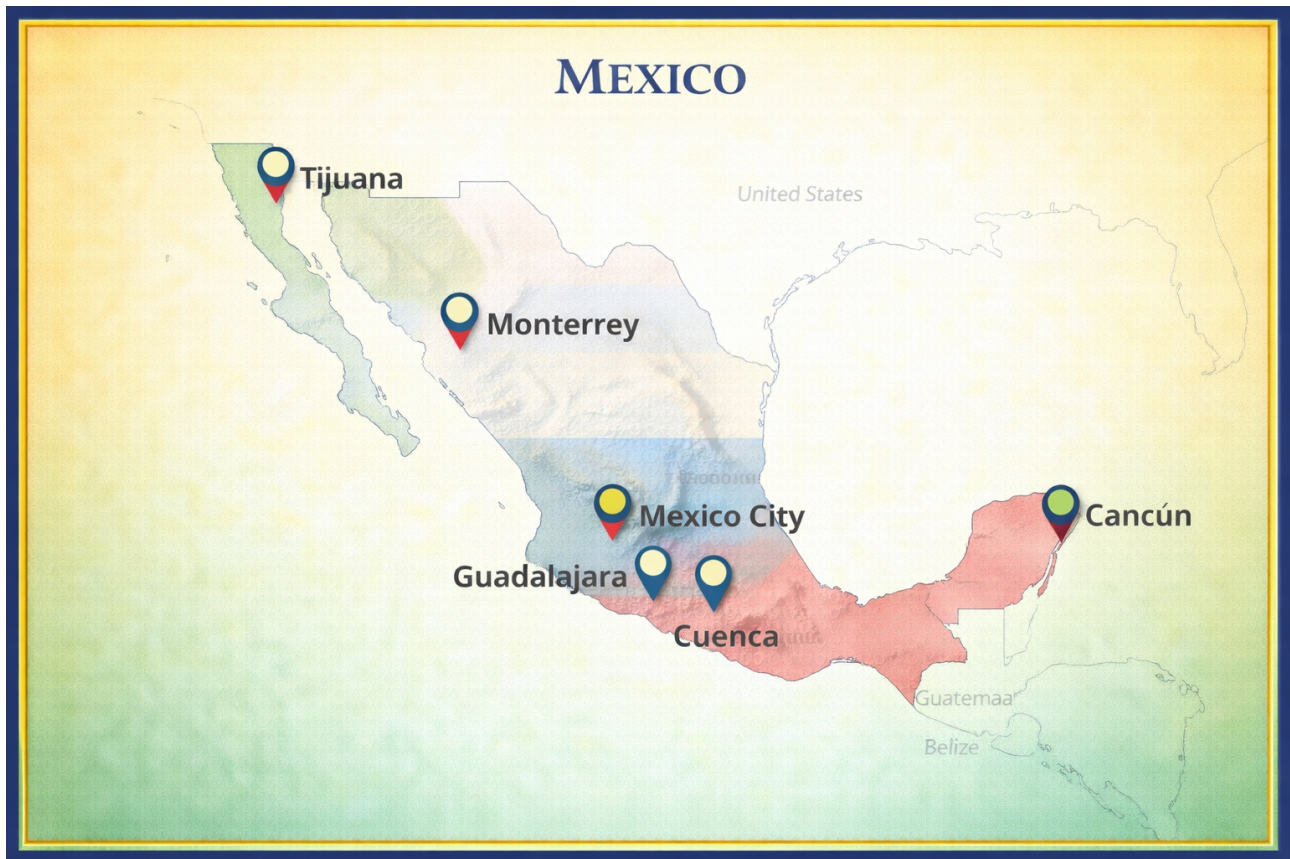 MEXICO
Tijuana
United States
Monterrey
Mexico City
Cancún
Guadalajara
Cuenca
Guatemaa
Belize